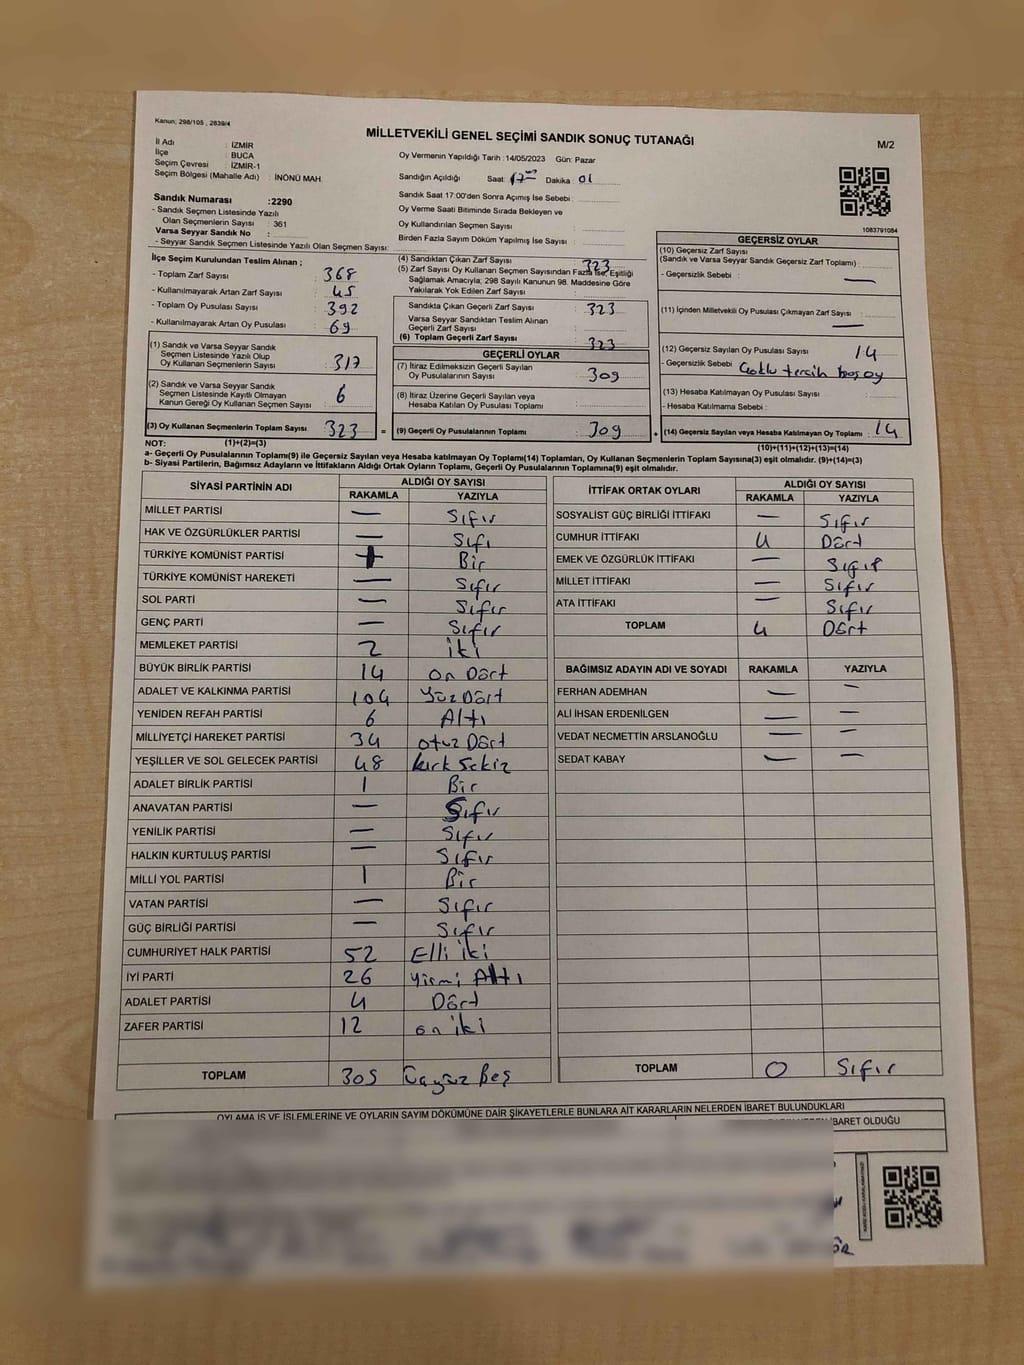 Kanun; 298/105 , 2839/4
MİLLETVEKİLİ GENEL SEÇİMİ SANDIK SONUÇ TUTANAĞI
M/2
İl Adı : İZMİR
İlçe : BUCA
Seçim Çevresi : İZMİR-1
Seçim Bölgesi (Mahalle Adı) : İNÖNÜ MAH.
Oy Vermenin Yapıldığı Tarih : 14/05/2023 Gün: Pazar
Sandığın Açıldığı Saat: 17 Dakika : 01
Sandık Saat 17:00'den Sonra Açımış İse Sebebi :
Oy Verme Saati Bitiminde Sırada Bekleyen ve
Oy Kullandırılan Seçmen Sayısı :
Birden Fazla Sayım Döküm Yapılmış İse Sayısı :
1083791084
Sandık Numarası :2290
- Sandık Seçmen Listesinde Yazılı
Olan Seçmenlerin Sayısı : 361
Varsa Seyyar Sandık No :
- Seyyar Sandık Seçmen Listesinde Yazılı Olan Seçmen Sayısı:
İlçe Seçim Kurulundan Teslim Alınan ;
- Toplam Zarf Sayısı : 368
- Kullanılmayarak Artan Zarf Sayısı : 45
- Toplam Oy Pusulası Sayısı : 392
- Kullanılmayarak Artan Oy Pusulası : 69
(1) Sandık ve Varsa Seyyar Sandık
Seçmen Listesinde Yazılı Olup
Oy Kullanan Seçmenlerin Sayısı : 317
(2) Sandık ve Varsa Seyyar Sandık
Seçmen Listesinde Kayıtlı Olmayan
Kanun Gereği Oy Kullanan Seçmen Sayısı : 6
(3) Oy Kullanan Seçmenlerin Toplam Sayısı : 323 =
(4) Sandıktan Çıkan Zarf Sayısı : 323
(5) Zarf Sayısı Oy Kullanan Seçmen Sayısından Fazla İse, Eşitliği
Sağlamak Amacıyla; 298 Sayılı Kanunun 98. Maddesine Göre
Yakılarak Yok Edilen Zarf Sayısı :
Sandıkta Çıkan Geçerli Zarf Sayısı : 323
Varsa Seyyar Sandıktan Teslim Alınan
Geçerli Zarf Sayısı :
(6) Toplam Geçerli Zarf Sayısı : 323
GEÇERLİ OYLAR
(7) İtiraz Edilmeksizin Geçerli Sayılan
Oy Pusulalarının Sayısı : 309
(8) İtiraz Üzerine Geçerli Sayılan veya
Hesaba Katılan Oy Pusulası Toplamı :
(9) Geçerli Oy Pusulalarının Toplamı : 309 +
GEÇERSİZ OYLAR
(10) Geçersiz Zarf Sayısı
(Sandık ve Varsa Seyyar Sandık Geçersiz Zarf Toplamı) :
- Geçersizlik Sebebi : —
(11) İçinden Milletvekili Oy Pusulası Çıkmayan Zarf Sayısı :
—
(12) Geçersiz Sayılan Oy Pusulası Sayısı : 14
- Geçersizlik Sebebi : Çoklu tercih boş oy
(13) Hesaba Katılmayan Oy Pusulası Sayısı :
- Hesaba Katılmama Sebebi :
(14) Geçersiz Sayılan veya Hesaba Katılmayan Oy Toplamı : 14
NOT: (1)+(2)=(3)
(10)+(11)+(12)+(13)=(14)
a- Geçerli Oy Pusulalarının Toplamı(9) ile Geçersiz Sayılan veya Hesaba katılmayan Oy Toplamı(14) Toplamları, Oy Kullanan Seçmenlerin Toplam Sayısına(3) eşit olmalıdır. (9)+(14)=(3)
b- Siyasi Partilerin, Bağımsız Adayların ve İttifakların Aldığı Ortak Oyların Toplamı, Geçerli Oy Pusulalarının Toplamına(9) eşit olmalıdır.
SİYASİ PARTİNİN ADI ALDIĞI OY SAYISI
RAKAMLA YAZIYLA
MİLLET PARTİSİ — Sıfır
HAK VE ÖZGÜRLÜKLER PARTİSİ — Sıfı
TÜRKİYE KOMÜNİST PARTİSİ Bir
TÜRKİYE KOMÜNİST HAREKETİ — Sıfır
SOL PARTİ — Sıfır
GENÇ PARTİ — Sıfır
MEMLEKET PARTİSİ 2 iki
BÜYÜK BİRLİK PARTİSİ 14 on Dört
ADALET VE KALKINMA PARTİSİ 104 Yüz Dört
YENİDEN REFAH PARTİSİ 6 Altı
MİLLİYETÇİ HAREKET PARTİSİ 34 otuz Dört
YEŞİLLER VE SOL GELECEK PARTİSİ 48 kırk sekiz
ADALET BİRLİK PARTİSİ 1 Bir
ANAVATAN PARTİSİ — Sıfır
YENİLİK PARTİSİ — Sıfır
HALKIN KURTULUŞ PARTİSİ — Sıfır
MİLLİ YOL PARTİSİ 1 Bir
VATAN PARTİSİ — Sıfır
GÜÇ BİRLİĞİ PARTİSİ — Sıfır
CUMHURİYET HALK PARTİSİ 52 Elli iki
İYİ PARTİ 26 Yirmi Altı
ADALET PARTİSİ 4 Dört
ZAFER PARTİSİ 12 on iki
TOPLAM 305 Üçyüz Beş
İTTİFAK ORTAK OYLARI ALDIĞI OY SAYISI
RAKAMLA YAZIYLA
SOSYALİST GÜÇ BİRLİĞİ İTTİFAKI — Sıfır
CUMHUR İTTİFAKI 4 Dört
EMEK VE ÖZGÜRLÜK İTTİFAKI — Sıfır
MİLLET İTTİFAKI — Sıfır
ATA İTTİFAKI — Sıfır
TOPLAM 4 Dört
BAĞIMSIZ ADAYIN ADI VE SOYADI RAKAMLA YAZIYLA
FERHAN ADEMHAN — —
ALİ İHSAN ERDENİLGEN — —
VEDAT NECMETTİN ARSLANOĞLU — —
SEDAT KABAY — —
TOPLAM 0 Sıfır
OYLAMA İŞ VE İŞLEMLERİNE VE OYLARIN SAYIM DÖKÜMÜNE DAİR ŞİKAYETLERLE BUNLARA AİT KARARLARIN NELERDEN İBARET BULUNDUKLARI
İBARET OLDUĞU